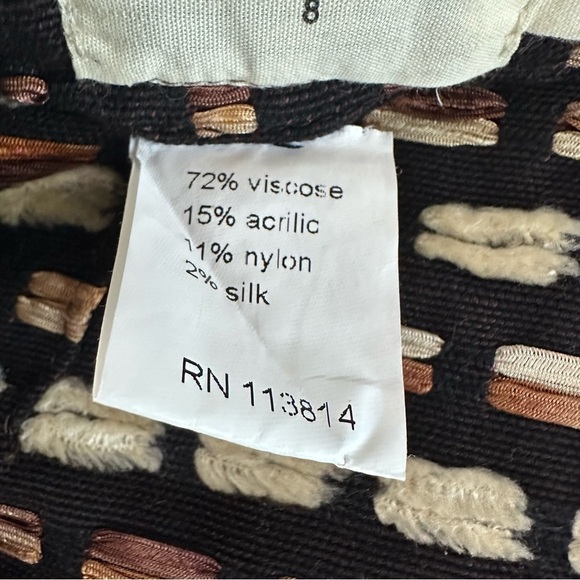 8
72% viscose
15% acrilic
11% nylon
2% silk
RN 113814